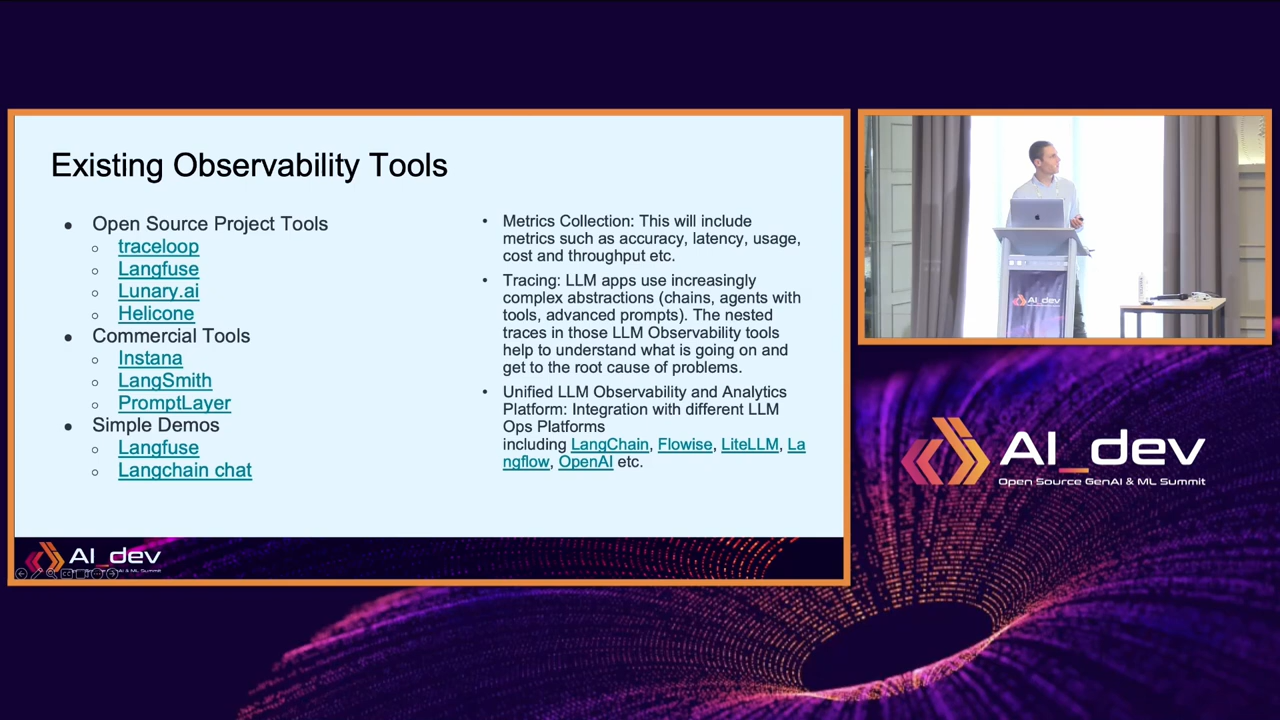 Existing Observability Tools
● Open Source Project Tools
○ traceloop
○ Langfuse
○ Lunary.ai
○ Helicone
● Commercial Tools
○ Instana
○ LangSmith
○ PromptLayer
● Simple Demos
○ Langfuse
○ Langchain chat
• Metrics Collection: This will include
metrics such as accuracy, latency, usage,
cost and throughput etc.
• Tracing: LLM apps use increasingly
complex abstractions (chains, agents with
tools, advanced prompts). The nested
traces in those LLM Observability tools
help to understand what is going on and
get to the root cause of problems.
• Unified LLM Observability and Analytics
Platform: Integration with different LLM
Ops Platforms
including LangChain, Flowise, LiteLLM, La
ngflow, OpenAI etc.
AI_dev
AI_dev
AI_dev
Open Source GenAI & ML Summit